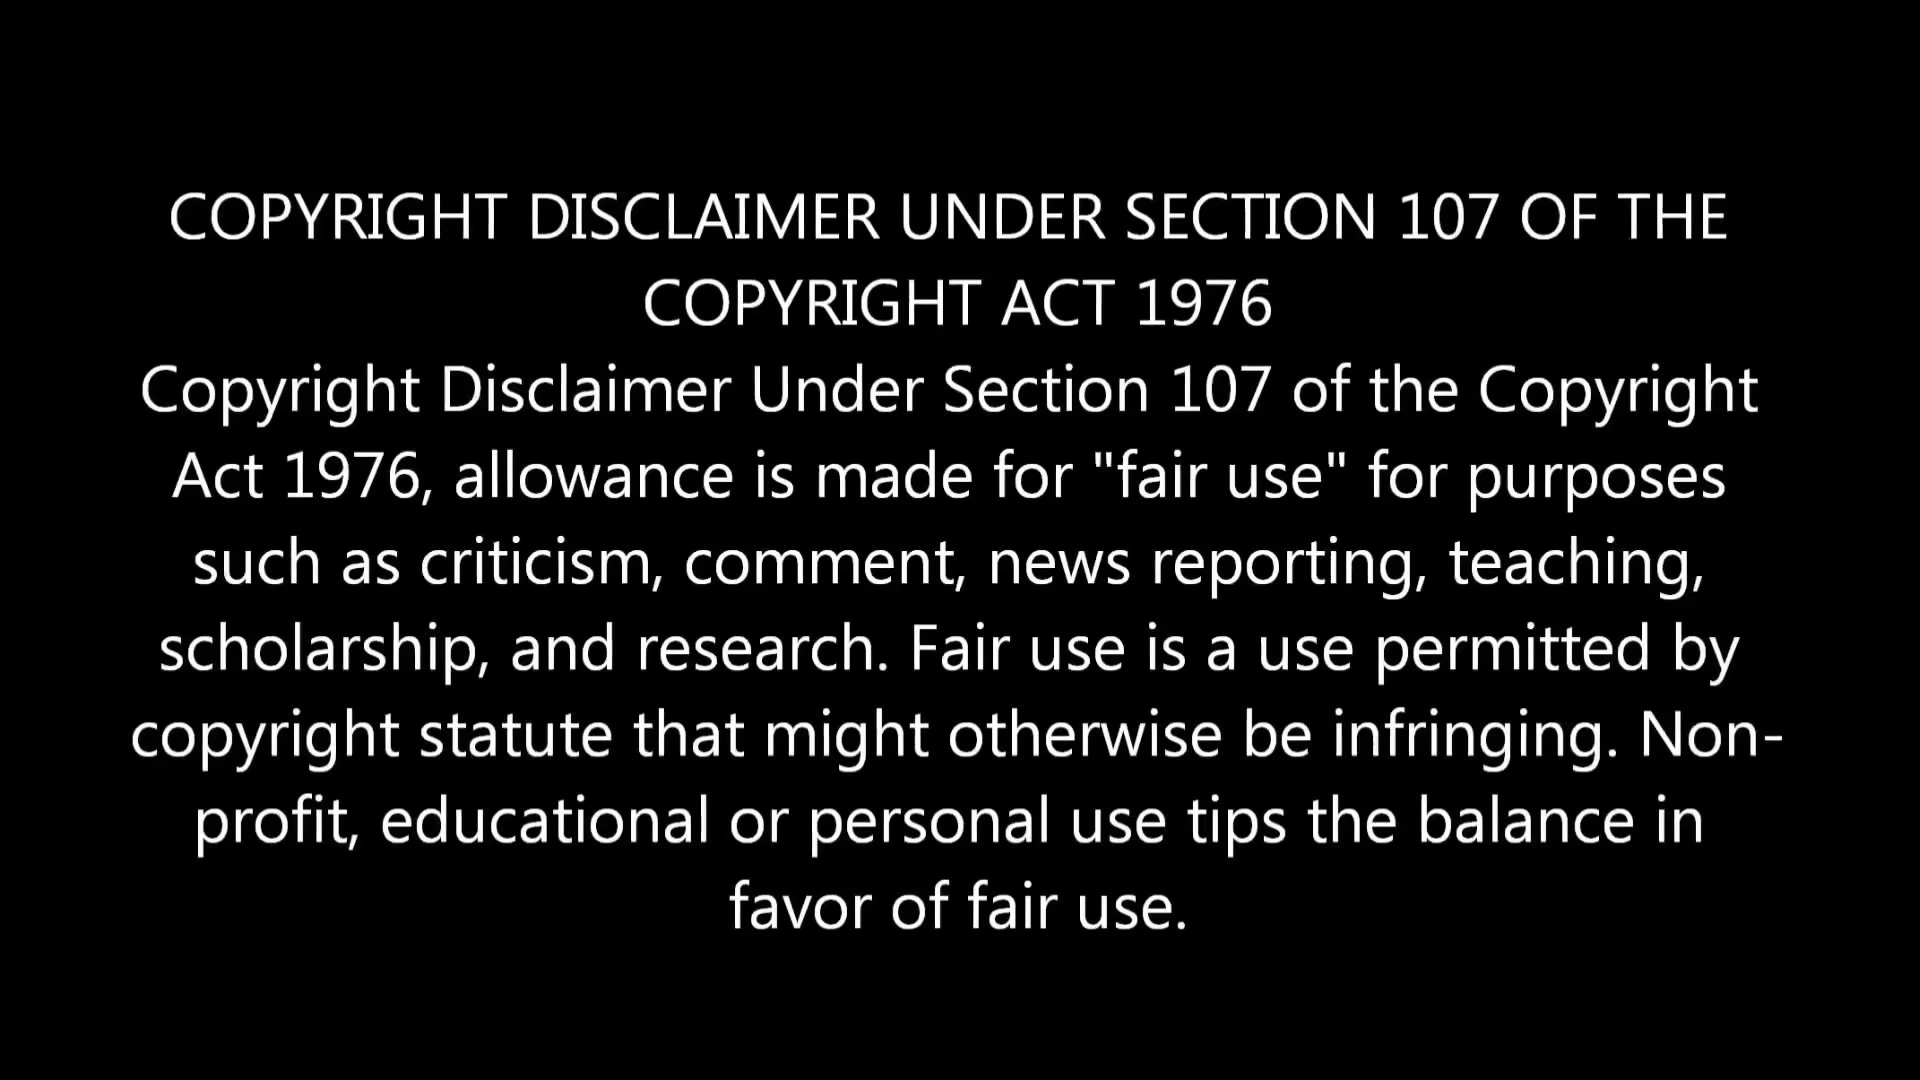 COPYRIGHT DISCLAIMER UNDER SECTION 107 OF THE
COPYRIGHT ACT 1976
Copyright Disclaimer Under Section 107 of the Copyright
Act 1976, allowance is made for "fair use" for purposes
such as criticism, comment, news reporting, teaching,
scholarship, and research. Fair use is a use permitted by
copyright statute that might otherwise be infringing. Non-
profit, educational or personal use tips the balance in
favor of fair use.